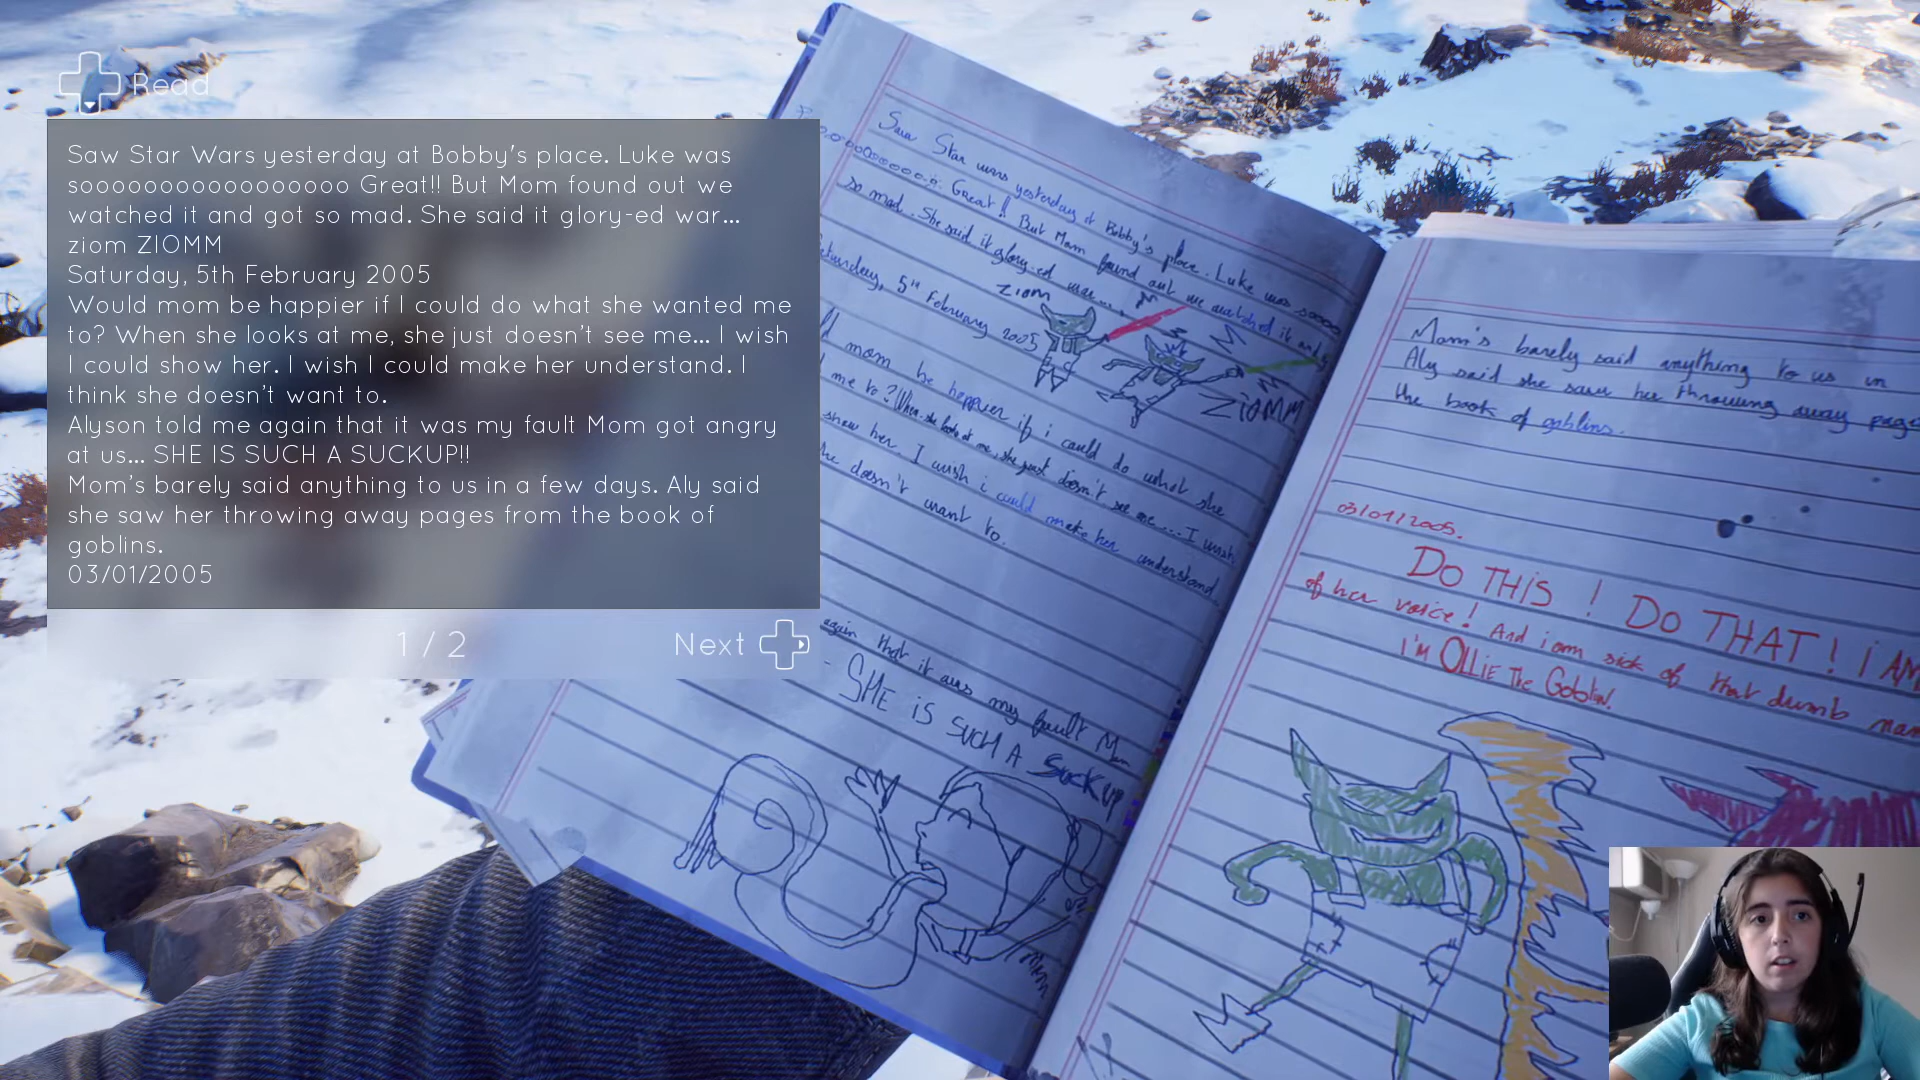 Read
Saw Star Wars yesterday at Bobby's place. Luke was
sooooooooooooooooo Great!! But Mom found out we
watched it and got so mad. She said it glory-ed war...
ziom ZIOMM
Saturday, 5th February 2005
Would mom be happier if I could do what she wanted me
to? When she looks at me, she just doesn't see me... I wish
I could show her. I wish I could make her understand. I
think she doesn't want to.
Alyson told me again that it was my fault Mom got angry
at us... SHE IS SUCH A SUCKUP!!
Mom's barely said anything to us in a few days. Aly said
she saw her throwing away pages from the book of
goblins.
03/01/2005
1 / 2
Next
Saw Star wars yesterday at Bobby's place. Luke was soooo
Great!! But Mom found out we watched it and
so mad. She said it glory-ed war...
ziom
ZIOMM
5th February 2005
mom be happier if i could do what she
me to? When she looks at me, she just doesn't see me... I wish
show her. I wish i could make her understand.
she doesn't want to.
again that it was my fault Mom
- SHE iS SUCH A SUCKUP
Mom
Mom's barely said anything to us in
Aly said she saw her throwing away page
the book of goblins.
03/01/2005.
DO THIS! DO THAT! i AM
of her voice! And i am sick of that dumb nam
I'm OLLIE The Goblin!